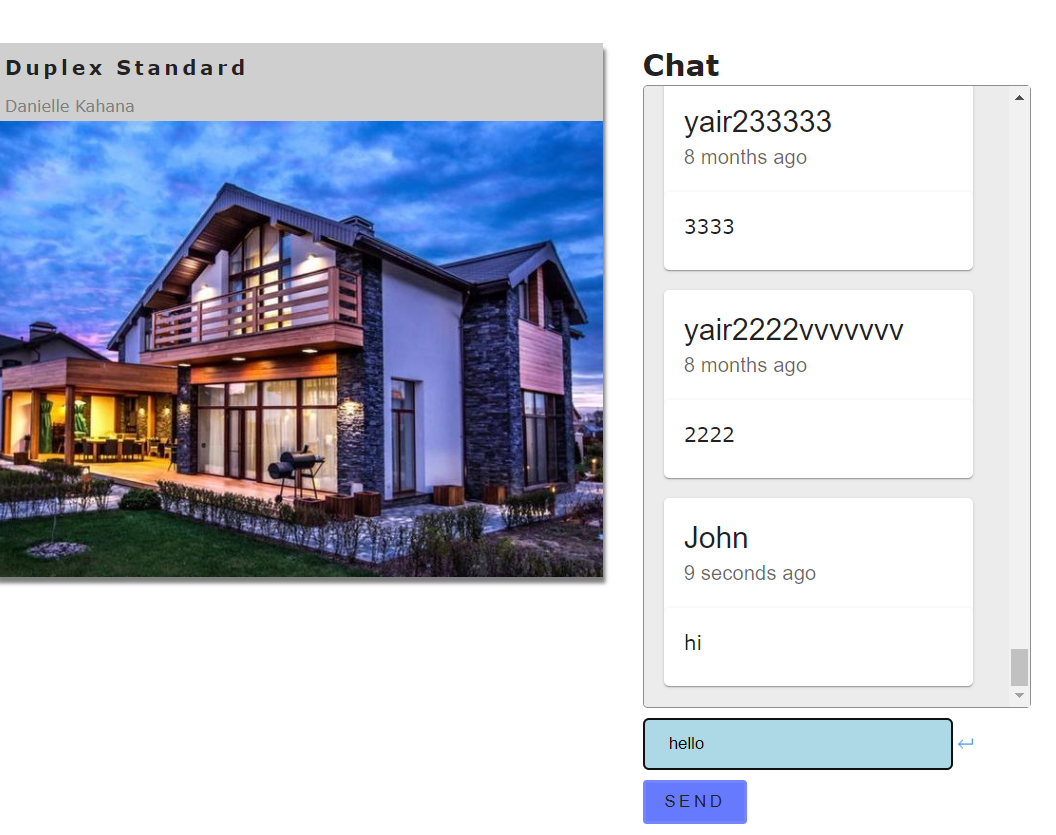 Duplex Standard
Danielle Kahana
Chat
yair233333
8 months ago
3333
yair2222vvvvvvv
8 months ago
2222
John
9 seconds ago
hi
hello
SEND